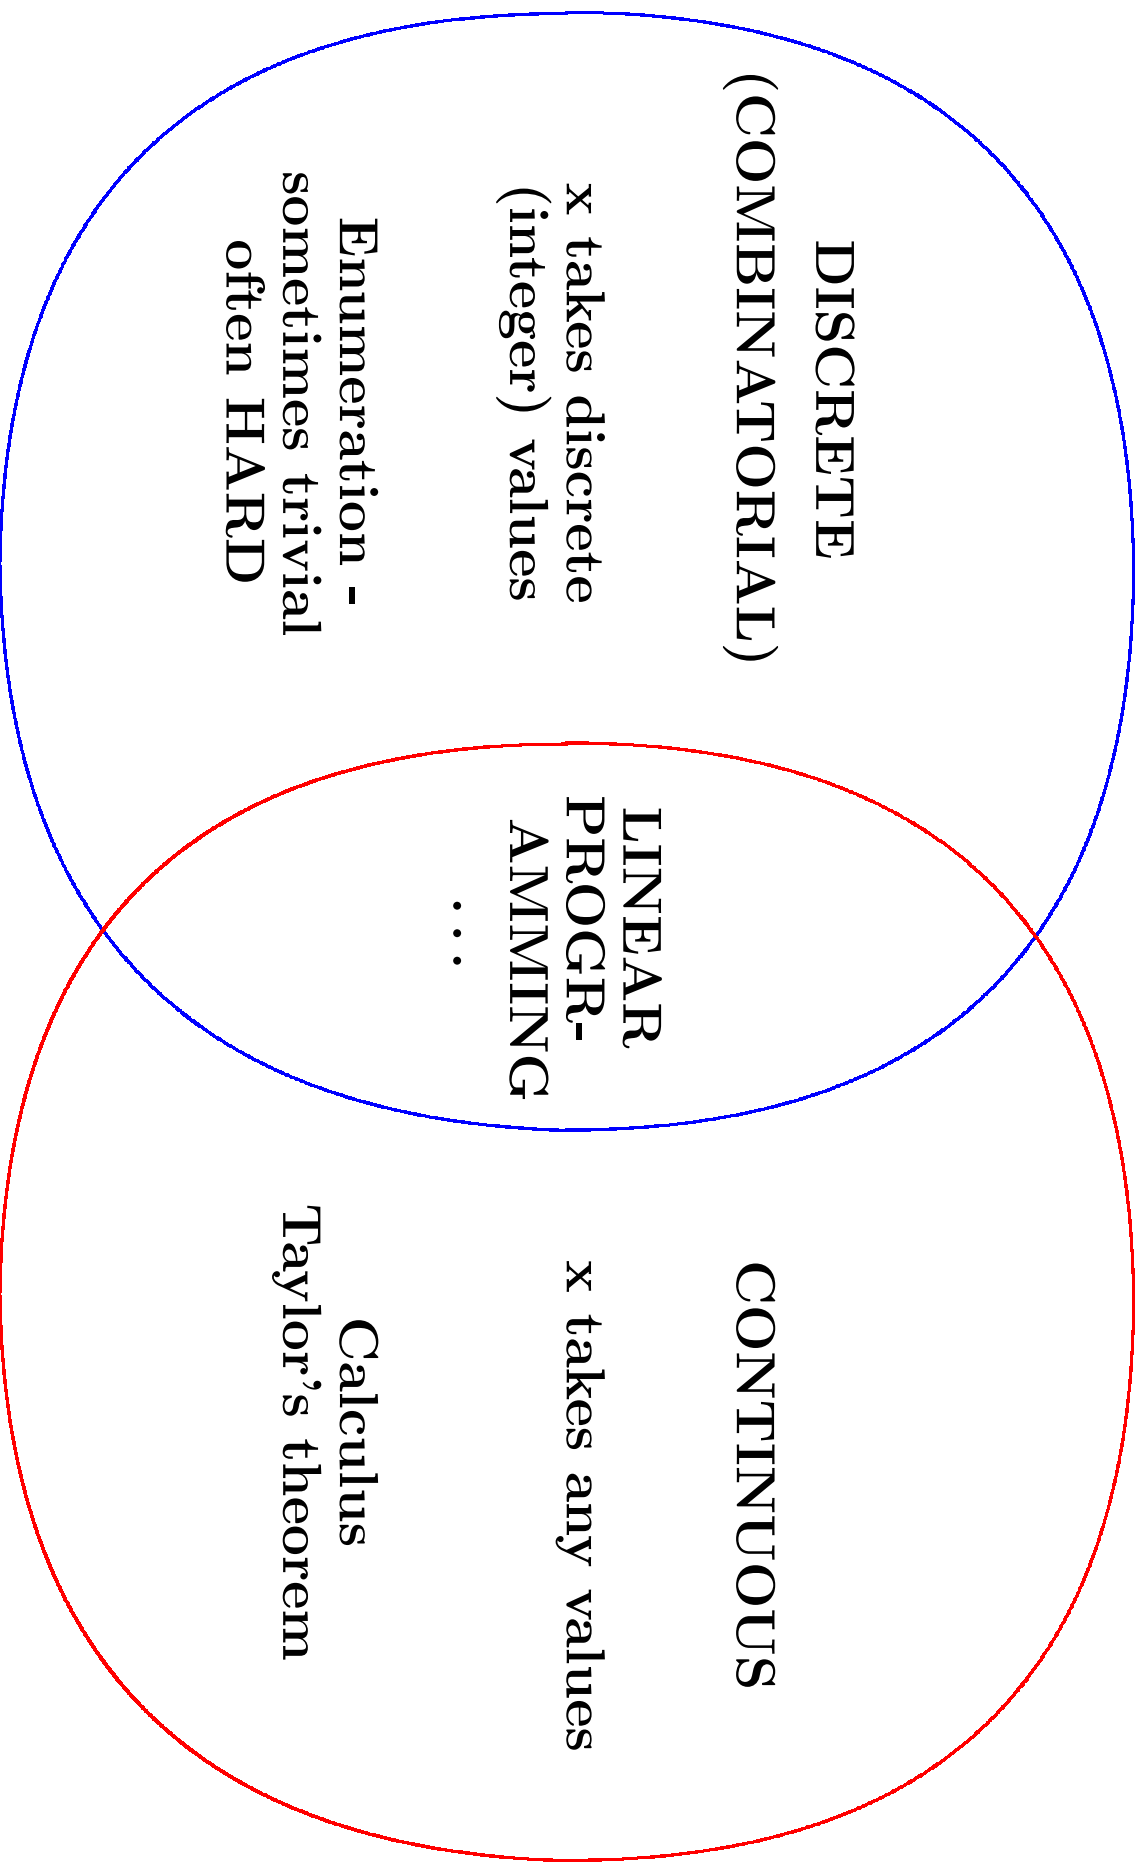 DISCRETE
(COMBINATORIAL)
x takes discrete
(integer) values
Enumeration -
sometimes trivial
often HARD
LINEAR
PROGR-
AMMING
...
CONTINUOUS
x takes any values
Calculus
Taylor's theorem